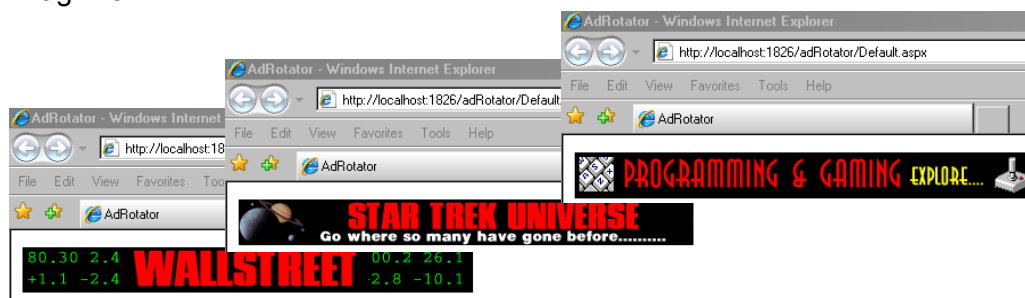 AdRotator - Windows Internet Explorer
http://localhost:1826/adRotator/Default.aspx
File Edit View Favorites Tools Help
AdRotator
PROGRAMMING & GAMING EXPLORE....
AdRotator - Windows Internet Explorer
http://localhost:1826/adRotator/Default
File Edit View Favorites Tools Help
AdRotator
STAR TREK UNIVERSE
Go where so many have gone before..........
AdRotator - Windows Internet
http://localhost:18
File Edit View Favorites Too
AdRotator
80.30 2.4 WALLSTREET 00.2 26.1
+1.1 -2.4 -2.8 -10.1